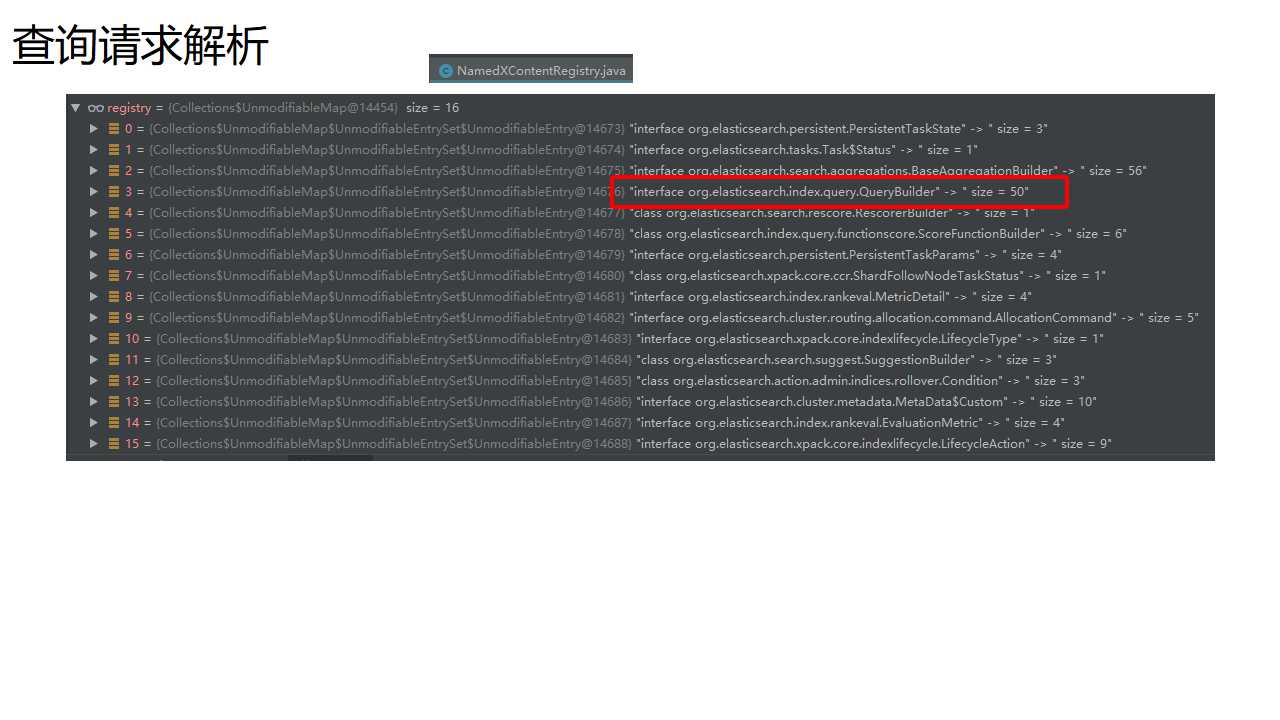 查询请求解析
C NamedXContentRegistry.java
registry = {Collections$UnmodifiableMap@14454} size = 16
0 = {Collections$UnmodifiableMap$UnmodifiableEntrySet$UnmodifiableEntry@14673} "interface org.elasticsearch.persistent.PersistentTaskState" -> " size = 3"
1 = {Collections$UnmodifiableMap$UnmodifiableEntrySet$UnmodifiableEntry@14674} "interface org.elasticsearch.tasks.Task$Status" -> " size = 1"
2 = {Collections$UnmodifiableMap$UnmodifiableEntrySet$UnmodifiableEntry@14675} "interface org.elasticsearch.search.aggregations.BaseAggregationBuilder" -> " size = 56"
3 = {Collections$UnmodifiableMap$UnmodifiableEntrySet$UnmodifiableEntry@14676} "interface org.elasticsearch.index.query.QueryBuilder" -> " size = 50"
4 = {Collections$UnmodifiableMap$UnmodifiableEntrySet$UnmodifiableEntry@14677} "class org.elasticsearch.search.rescore.RescorerBuilder" -> " size = 1"
5 = {Collections$UnmodifiableMap$UnmodifiableEntrySet$UnmodifiableEntry@14678} "class org.elasticsearch.index.query.functionscore.ScoreFunctionBuilder" -> " size = 6"
6 = {Collections$UnmodifiableMap$UnmodifiableEntrySet$UnmodifiableEntry@14679} "interface org.elasticsearch.persistent.PersistentTaskParams" -> " size = 4"
7 = {Collections$UnmodifiableMap$UnmodifiableEntrySet$UnmodifiableEntry@14680} "class org.elasticsearch.xpack.core.ccr.ShardFollowNodeTaskStatus" -> " size = 1"
8 = {Collections$UnmodifiableMap$UnmodifiableEntrySet$UnmodifiableEntry@14681} "interface org.elasticsearch.index.rankeval.MetricDetail" -> " size = 4"
9 = {Collections$UnmodifiableMap$UnmodifiableEntrySet$UnmodifiableEntry@14682} "interface org.elasticsearch.cluster.routing.allocation.command.AllocationCommand" -> " size = 5"
10 = {Collections$UnmodifiableMap$UnmodifiableEntrySet$UnmodifiableEntry@14683} "interface org.elasticsearch.xpack.core.indexlifecycle.LifecycleType" -> " size = 1"
11 = {Collections$UnmodifiableMap$UnmodifiableEntrySet$UnmodifiableEntry@14684} "class org.elasticsearch.search.suggest.SuggestionBuilder" -> " size = 3"
12 = {Collections$UnmodifiableMap$UnmodifiableEntrySet$UnmodifiableEntry@14685} "class org.elasticsearch.action.admin.indices.rollover.Condition" -> " size = 3"
13 = {Collections$UnmodifiableMap$UnmodifiableEntrySet$UnmodifiableEntry@14686} "interface org.elasticsearch.cluster.metadata.MetaData$Custom" -> " size = 10"
14 = {Collections$UnmodifiableMap$UnmodifiableEntrySet$UnmodifiableEntry@14687} "interface org.elasticsearch.index.rankeval.EvaluationMetric" -> " size = 4"
15 = {Collections$UnmodifiableMap$UnmodifiableEntrySet$UnmodifiableEntry@14688} "interface org.elasticsearch.xpack.core.indexlifecycle.LifecycleAction" -> " size = 9"